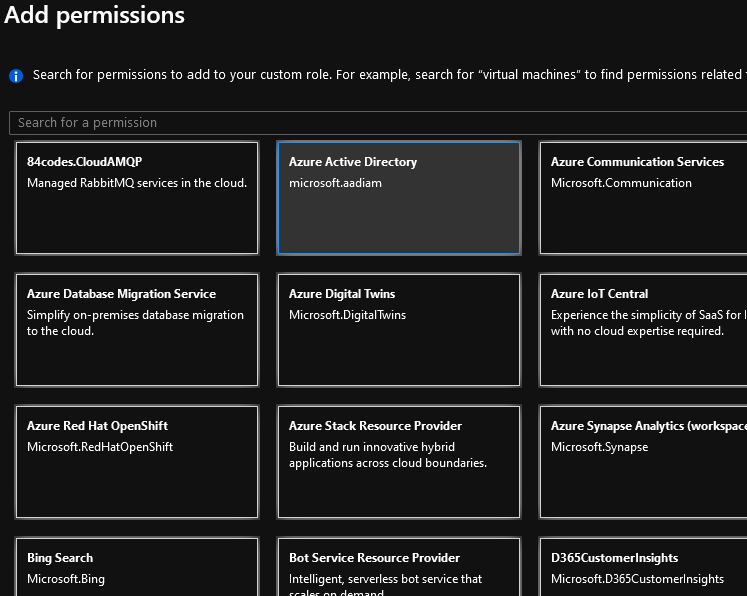 Add permissions
Search for permissions to add to your custom role. For example, search for “virtual machines” to find permissions related
Search for a permission
84codes.CloudAMQP
Managed RabbitMQ services in the cloud.
Azure Active Directory
microsoft.aadiam
Azure Communication Services
Microsoft.Communication
Azure Database Migration Service
Simplify on-premises database migration
to the cloud.
Azure Digital Twins
Microsoft.DigitalTwins
Azure IoT Central
Experience the simplicity of SaaS for
with no cloud expertise required.
Azure Red Hat OpenShift
Microsoft.RedHatOpenShift
Azure Stack Resource Provider
Build and run innovative hybrid
applications across cloud boundaries.
Azure Synapse Analytics (workspac
Microsoft.Synapse
Bing Search
Microsoft.Bing
Bot Service Resource Provider
Intelligent, serverless bot service that
scales on demand.
D365CustomerInsights
Microsoft.D365CustomerInsights